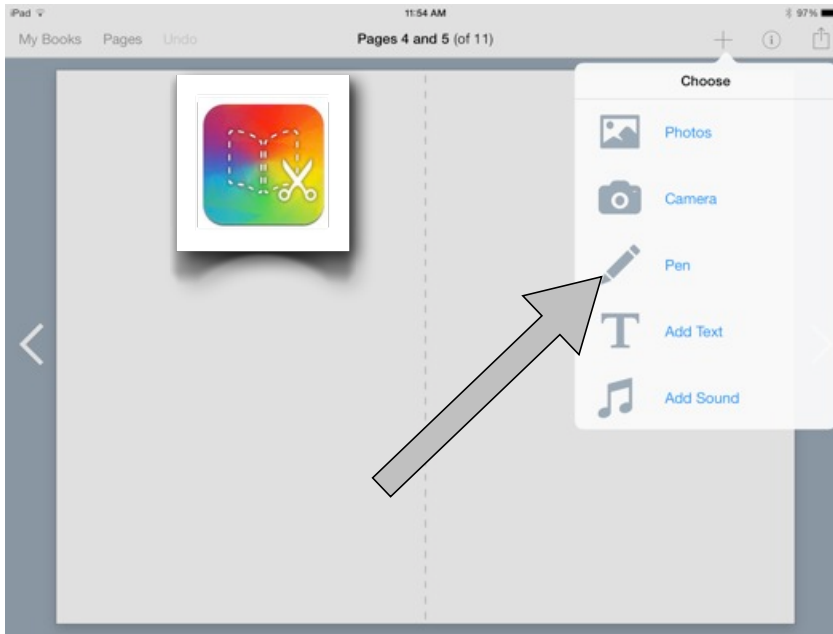 iPad 11:54 AM 97%
My Books Pages Undo Pages 4 and 5 (of 11)
Choose
Photos
Camera
Pen
T Add Text
Add Sound